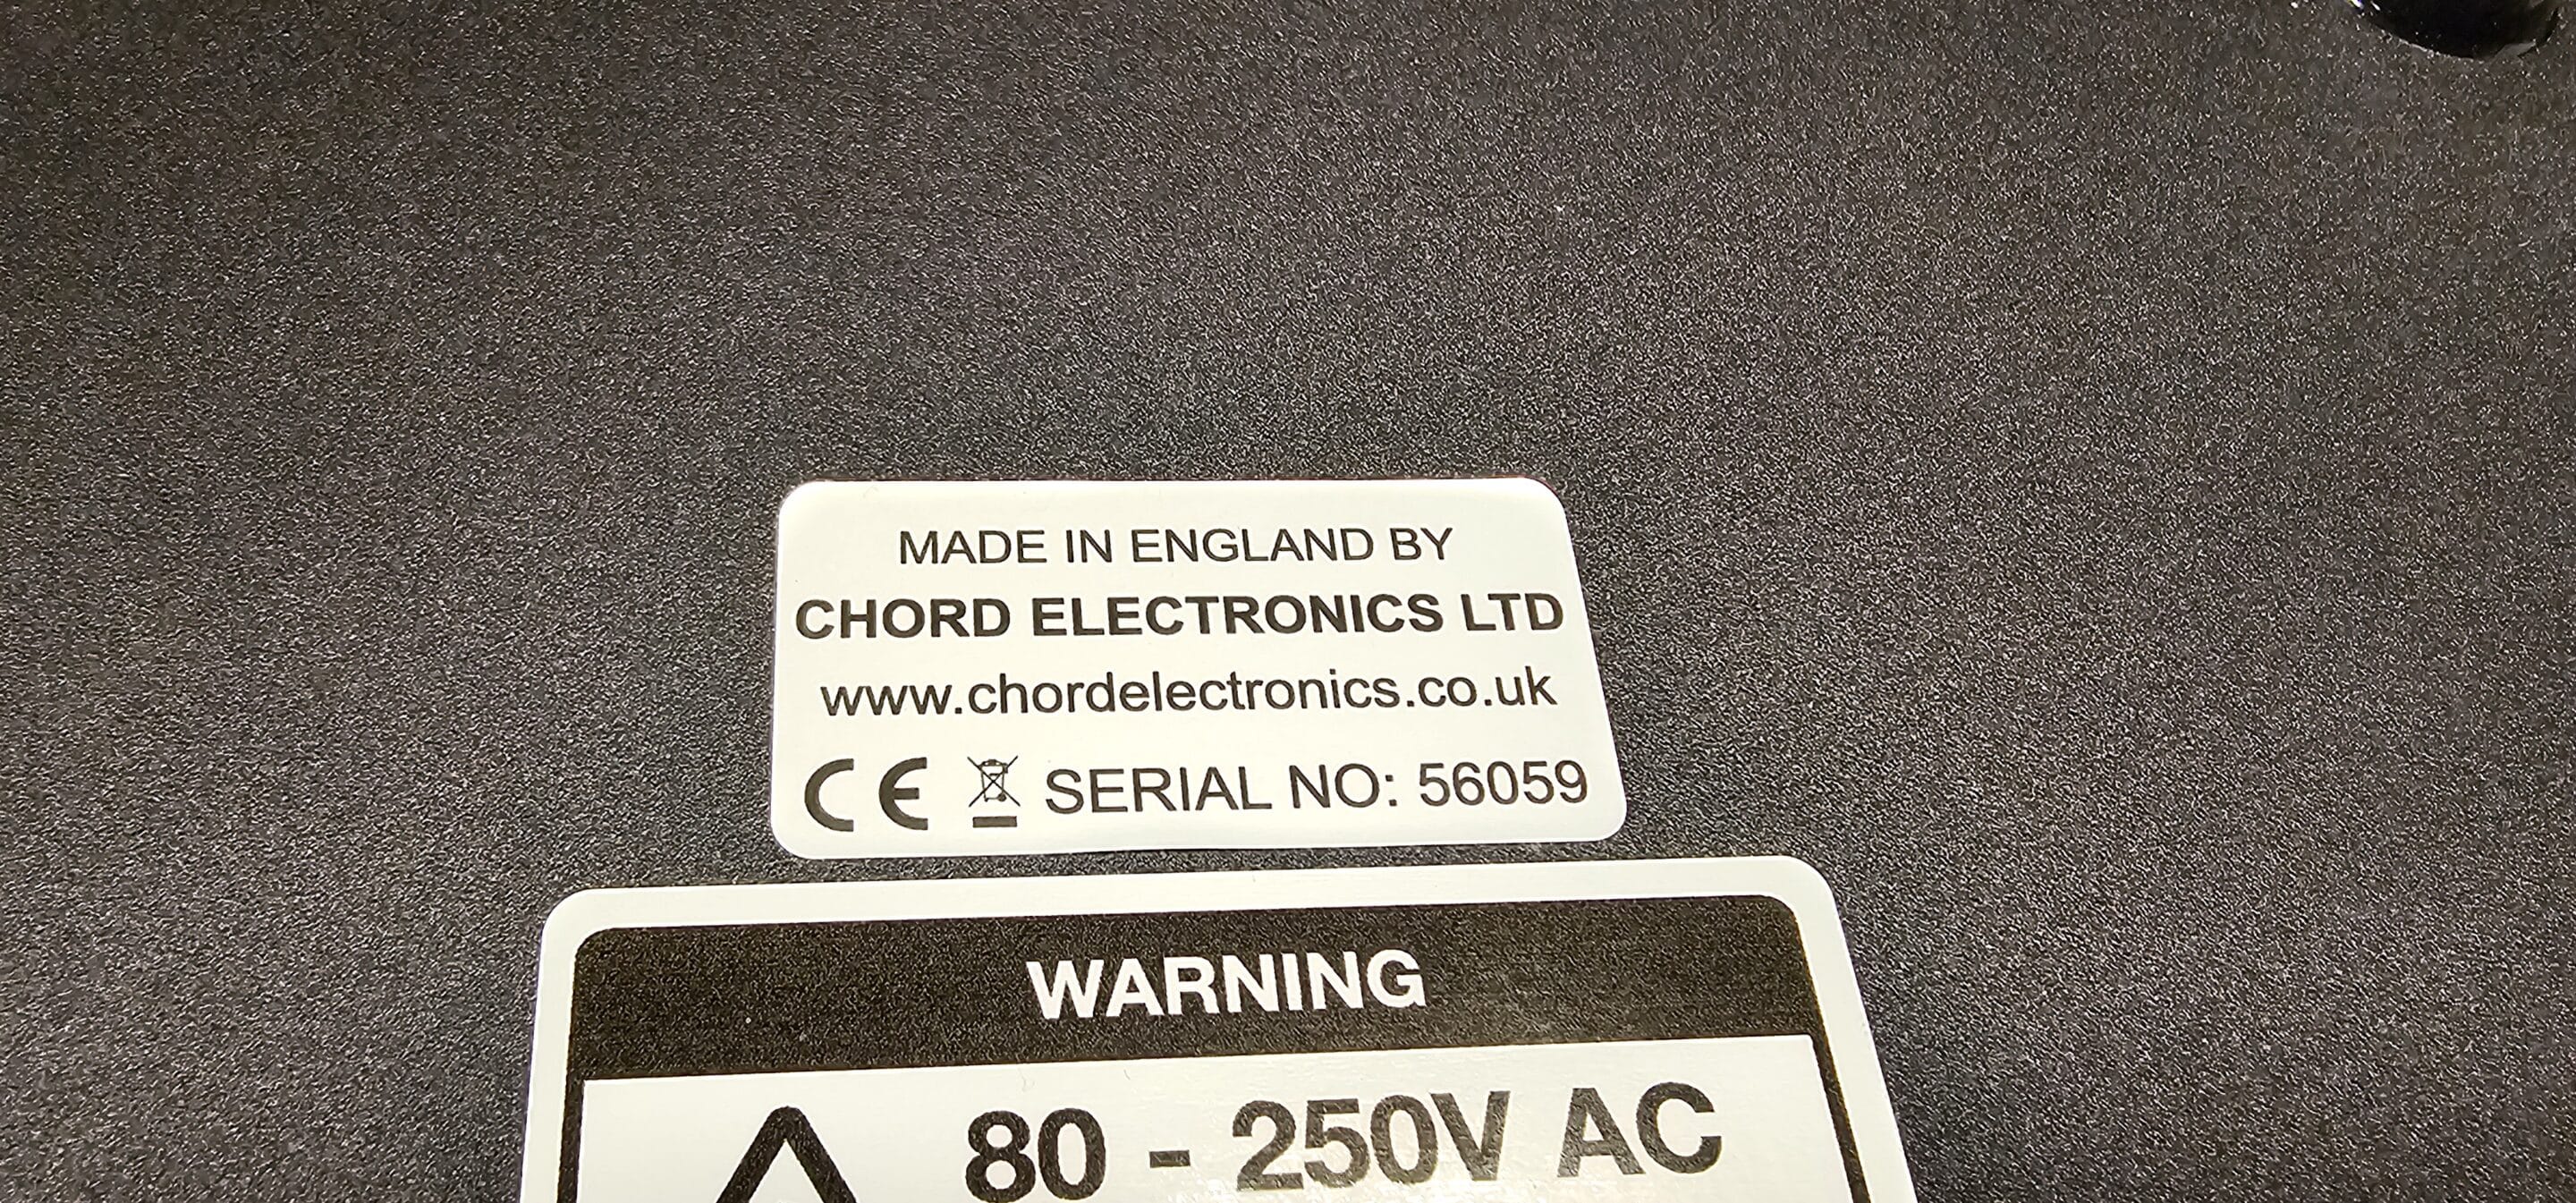 MADE IN ENGLAND BY
CHORD ELECTRONICS LTD
www.chordelectronics.co.uk
CE SERIAL NO: 56059
WARNING
80 - 250V AC